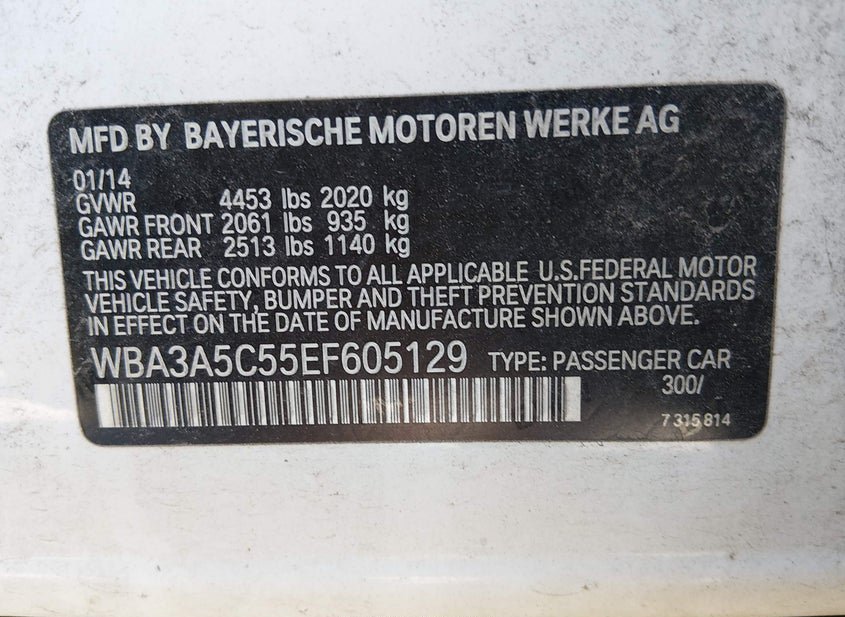 MFD BY BAYERISCHE MOTOREN WERKE AG
01/14
GVWR 4453 lbs 2020 kg
GAWR FRONT 2061 lbs 935 kg
GAWR REAR 2513 lbs 1140 kg
THIS VEHICLE CONFORMS TO ALL APPLICABLE U.S.FEDERAL MOTOR
VEHICLE SAFETY, BUMPER AND THEFT PREVENTION STANDARDS
IN EFFECT ON THE DATE OF MANUFACTURE SHOWN ABOVE.
WBA3A5C55EF605129 TYPE: PASSENGER CAR
300/
7315814